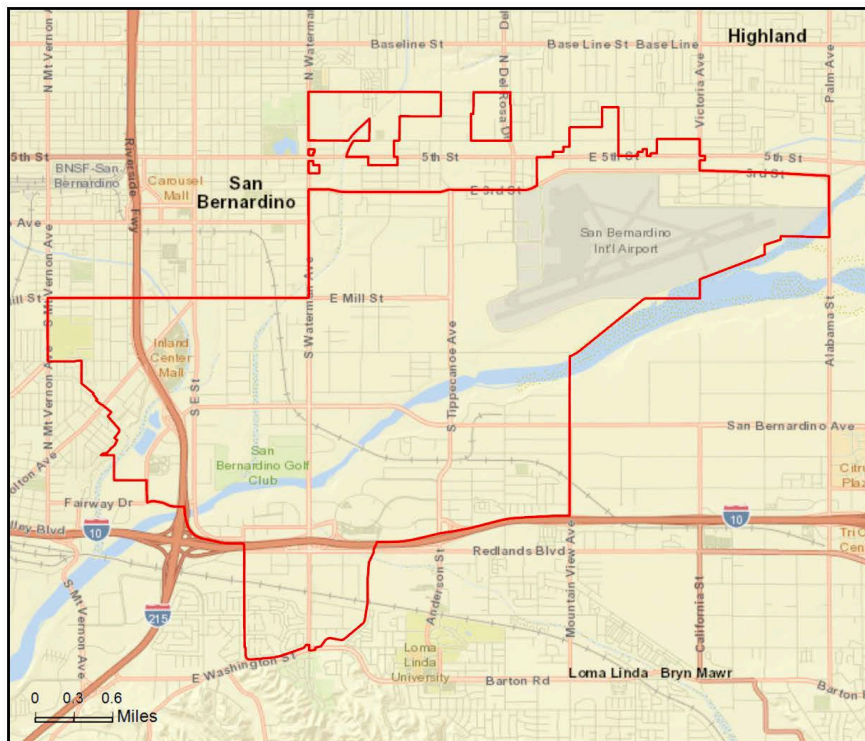 Highland
Baseline St
Base Line St
Base Line
N Waterman
N Del Rosa Dr
Victoria Ave
Palm Ave
Riverside Fwy
5th St
5th St
E 5th St
5th St
3rd St
BNSF-San
Bernardino
Carousel
Mall
San
Bernardino
E 3rd St
San Bernardino
Int'l Airport
S Mt Vernon Ave
E Mill St
S Waterman Ave
Inland
Center
Mall
S E St
S Tippecanoe Ave
Alabama St
N Mt Vernon Ave
San Bernardino Ave
San
Bernardino Golf
Club
Fairway Dr
10
10
Redlands Blvd
Mountain View Ave
Anderson St
California St
S Mt Vernon Ave
215
E Washington St
Loma
Linda
University
Barton Rd
Loma Linda
Bryn Mawr
0 0.3 0.6
Miles